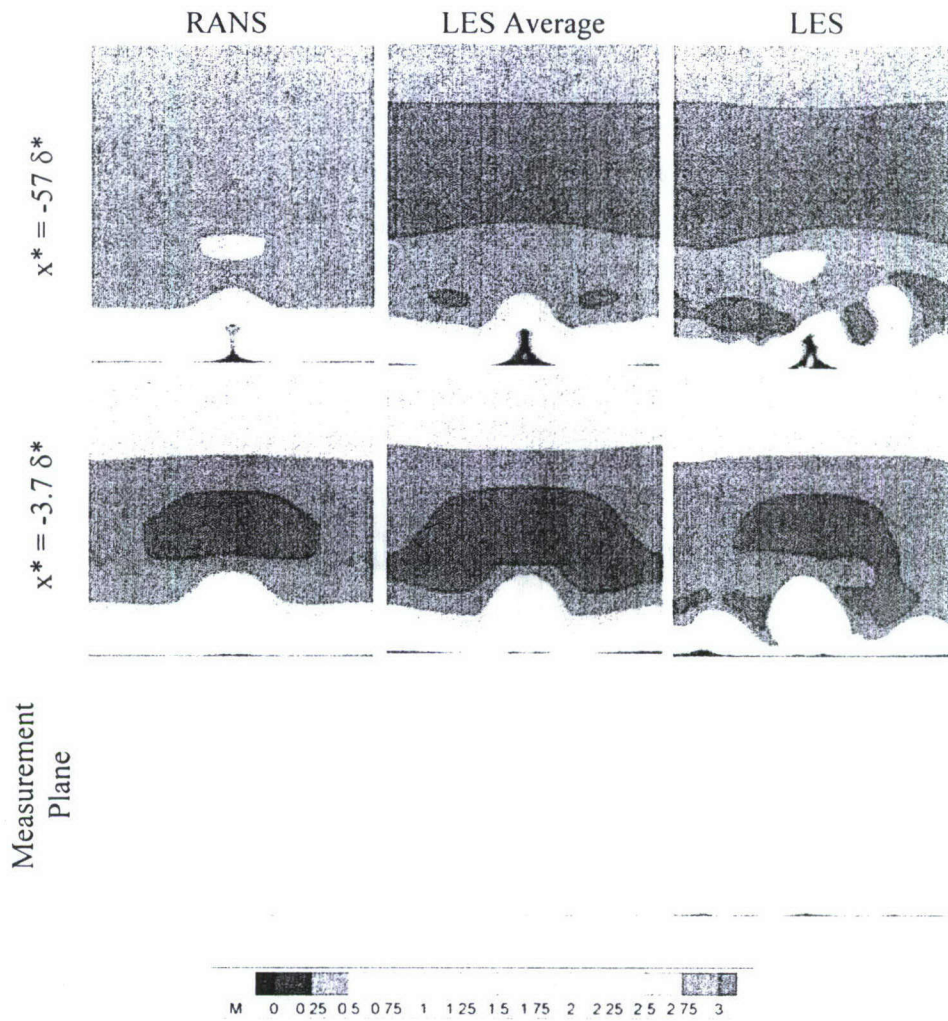 RANS LES Average LES
x* = -57 δ*
x* = -3.7 δ*
Measurement
Plane
M 0 0 25 0 5 0 75 1 1 25 1 5 1 75 2 2 25 2 5 2 75 3